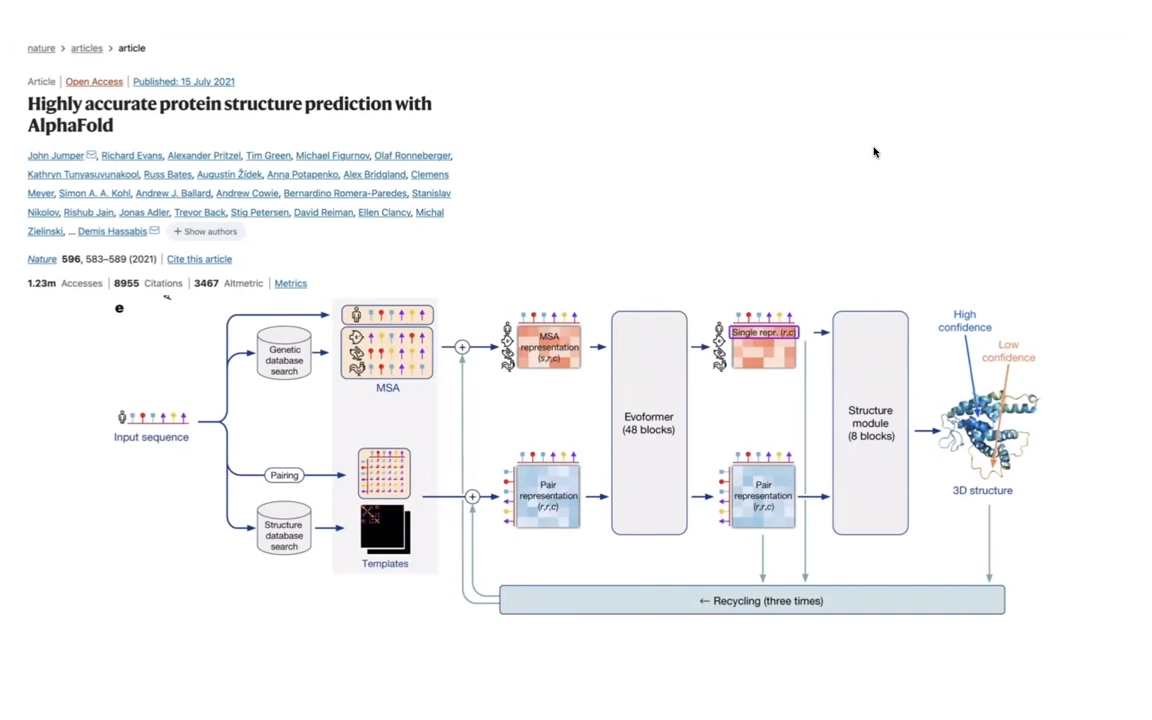 nature > articles > article
Article | Open Access | Published: 15 July 2021
Highly accurate protein structure prediction with
AlphaFold
John Jumper, Richard Evans, Alexander Pritzel, Tim Green, Michael Figurnov, Olaf Ronneberger,
Kathryn Tunyasuvunakool, Russ Bates, Augustin Žídek, Anna Potapenko, Alex Bridgland, Clemens
Meyer, Simon A. A. Kohl, Andrew J. Ballard, Andrew Cowie, Bernardino Romera-Paredes, Stanislav
Nikolov, Rishub Jain, Jonas Adler, Trevor Back, Stig Petersen, David Reiman, Ellen Clancy, Michal
Zielinski, ... Demis Hassabis + Show authors
Nature 596, 583–589 (2021) | Cite this article
1.23m Accesses | 8955 Citations | 3467 Altmetric | Metrics
e
Input sequence
Genetic
database
search
MSA
Pairing
Structure
database
search
Templates
+
+
MSA
representation
(s,r,c)
Pair
representation
(r,r,c)
Evoformer
(48 blocks)
Single repr. (r,c)
Pair
representation
(r,r,c)
Structure
module
(8 blocks)
High
confidence
Low
confidence
3D structure
← Recycling (three times)